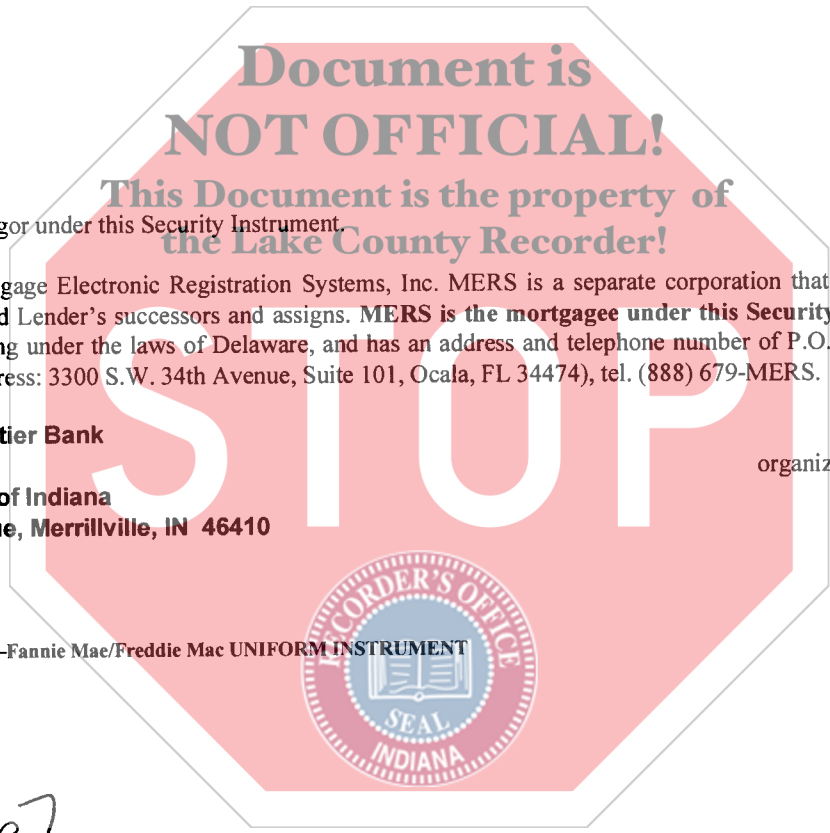 Document is
NOT OFFICIAL!
This Document is the property of
gor under this Security Instrument.
the Lake County Recorder!
gage Electronic Registration Systems, Inc. MERS is a separate corporation that
d Lender's successors and assigns. MERS is the mortgagee under this Security
ng under the laws of Delaware, and has an address and telephone number of P.O.
ress: 3300 S.W. 34th Avenue, Suite 101, Ocala, FL 34474), tel. (888) 679-MERS.
STOP
tier Bank
organiz
of Indiana
e, Merrillville, IN 46410
RECORDER'S OFFICE
-Fannie Mae/Freddie Mac UNIFORM INSTRUMENT
SEAL
INDIANA